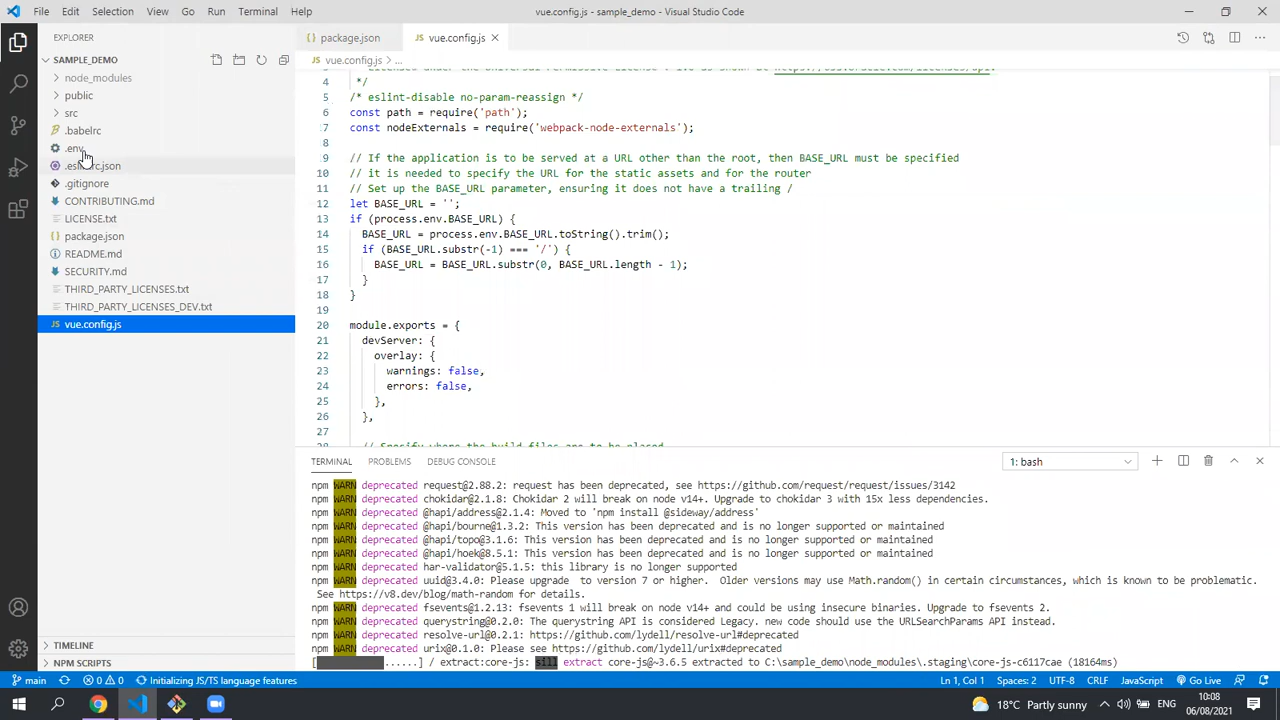 File Edit Selection View Go Run Terminal Help
vue.config.js - sample_demo - Visual Studio Code
EXPLORER
SAMPLE_DEMO
node_modules
public
src
.babelrc
.env
.gitignore
CONTRIBUTING.md
LICENSE.txt
package.json
README.md
SECURITY.md
THIRD_PARTY_LICENSES.txt
THIRD_PARTY_LICENSES_DEV.txt
vue.config.js
TIMELINE
NPM SCRIPTS
package.json vue.config.js
vue.config.js > ...
4 */
5 /* eslint-disable no-param-reassign */
6 const path = require('path');
7 const nodeExternals = require('webpack-node-externals');
8
9 // If the application is to be served at a URL other than the root, then BASE_URL must be specified
10 // it is needed to specify the URL for the static assets and for the router
11 // Set up the BASE_URL parameter, ensuring it does not have a trailing /
12 let BASE_URL = '';
13 if (process.env.BASE_URL) {
14 BASE_URL = process.env.BASE_URL.toString().trim();
15 if (BASE_URL.substr(-1) === '/') {
16 BASE_URL = BASE_URL.substr(0, BASE_URL.length - 1);
17 }
18 }
19
20 module.exports = {
21 devServer: {
22 overlay: {
23 warnings: false,
24 errors: false,
25 },
26 },
27
28 // Specify where the build files are to be placed
TERMINAL PROBLEMS DEBUG CONSOLE
1: bash
npm WARN deprecated request@2.88.2: request has been deprecated, see https://github.com/request/request/issues/3142
npm WARN deprecated chokidar@2.1.8: Chokidar 2 will break on node v14+. Upgrade to chokidar 3 with 15x less dependencies.
npm WARN deprecated @hapi/address@2.1.4: Moved to 'npm install @sideway/address'
npm WARN deprecated @hapi/bourne@1.3.2: This version has been deprecated and is no longer supported or maintained
npm WARN deprecated @hapi/topo@3.1.6: This version has been deprecated and is no longer supported or maintained
npm WARN deprecated @hapi/hoek@8.5.1: This version has been deprecated and is no longer supported or maintained
npm WARN deprecated har-validator@5.1.5: this library is no longer supported
npm WARN deprecated uuid@3.4.0: Please upgrade to version 7 or higher. Older versions may use Math.random() in certain circumstances, which is known to be problematic.
See https://v8.dev/blog/math-random for details.
npm WARN deprecated fsevents@1.2.13: fsevents 1 will break on node v14+ and could be using insecure binaries. Upgrade to fsevents 2.
npm WARN deprecated querystring@0.2.0: The querystring API is considered Legacy. new code should use the URLSearchParams API instead.
npm WARN deprecated resolve-url@0.2.1: https://github.com/lydell/resolve-url#deprecated
npm WARN deprecated urix@0.1.0: Please see https://github.com/lydell/urix#deprecated
[ ......] / extract:core-js: sill extract core-js@~3.6.5 extracted to C:\sample_demo\node_modules\.staging\core-js-c6117cae (18164ms)
main 0 0 Initializing JS/TS language features
Ln 1, Col 1 Spaces: 2 UTF-8 CRLF JavaScript Go Live
18°C Partly sunny ENG 10:08
06/08/2021